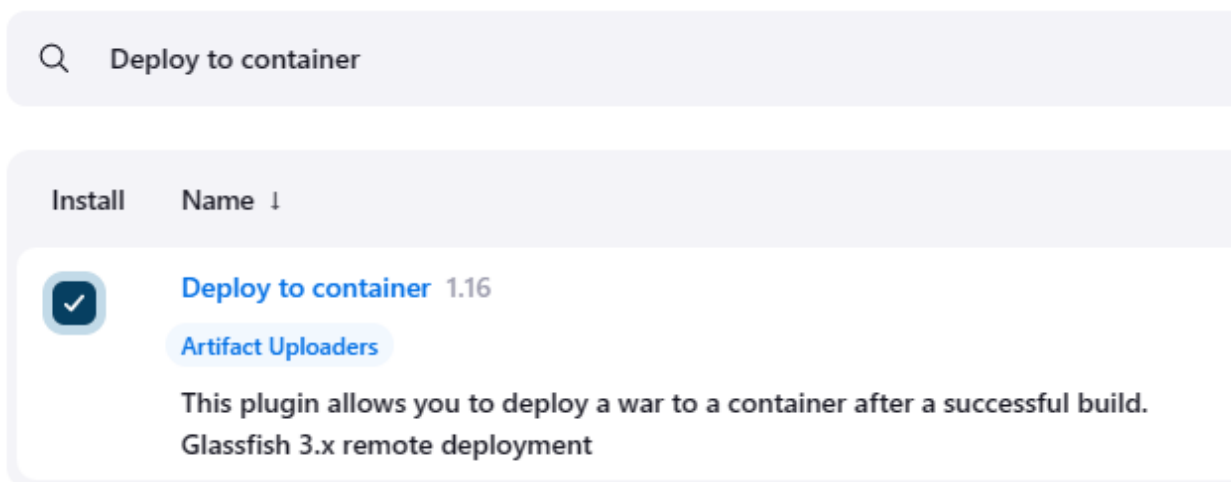 Deploy to container
Install Name ↓
Deploy to container 1.16
Artifact Uploaders
This plugin allows you to deploy a war to a container after a successful build.
Glassfish 3.x remote deployment